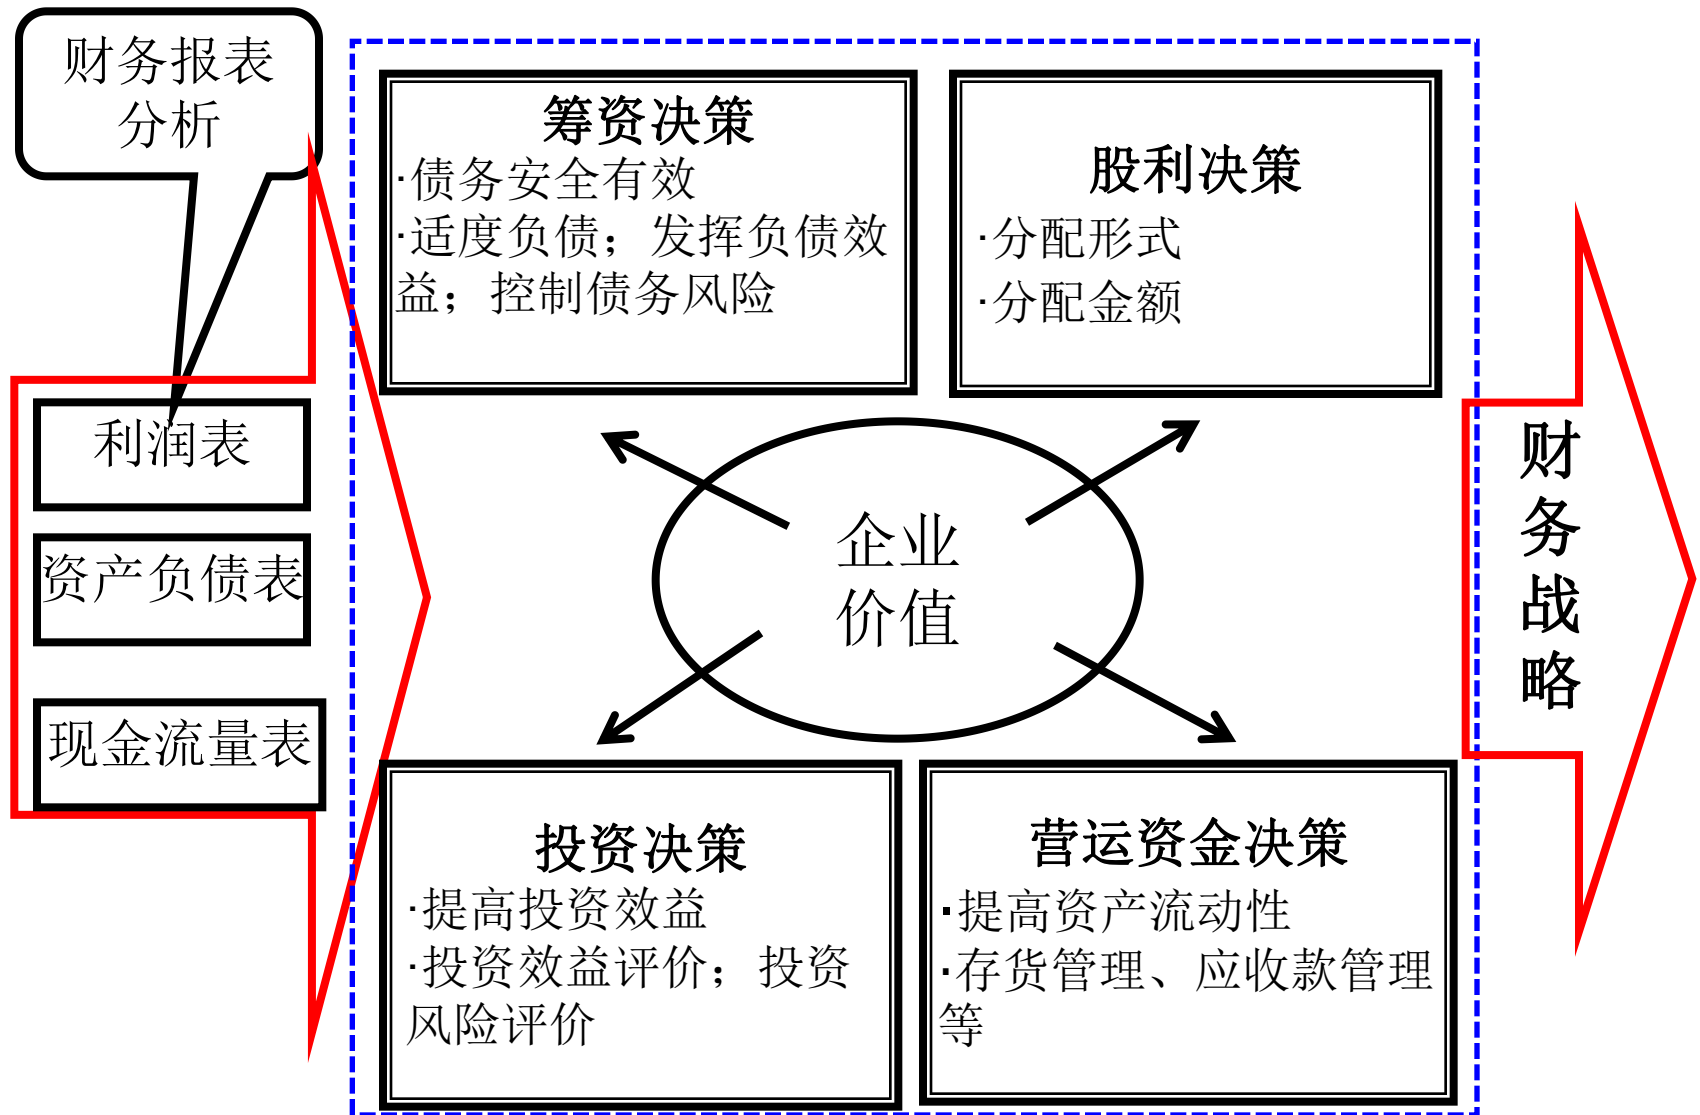 财务报表
分析
利润表
资产负债表
现金流量表
筹资决策
·债务安全有效
·适度负债；发挥负债效
益；控制债务风险
股利决策
·分配形式
·分配金额
企业
价值
投资决策
·提高投资效益
·投资效益评价；投资
风险评价
营运资金决策
·提高资产流动性
·存货管理、应收款管理
等
财
务
战
略